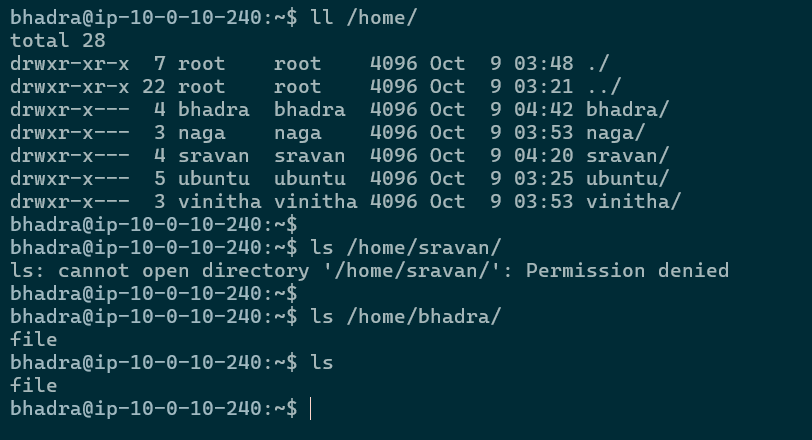 bhadra@ip-10-0-10-240:~$ ll /home/
total 28
drwxr-xr-x  7 root    root    4096 Oct  9 03:48 ./
drwxr-xr-x 22 root    root    4096 Oct  9 03:21 ../
drwxr-x---  4 bhadra  bhadra  4096 Oct  9 04:42 bhadra/
drwxr-x---  3 naga    naga    4096 Oct  9 03:53 naga/
drwxr-x---  4 sravan  sravan  4096 Oct  9 04:20 sravan/
drwxr-x---  5 ubuntu  ubuntu  4096 Oct  9 03:25 ubuntu/
drwxr-x---  3 vinitha vinitha 4096 Oct  9 03:53 vinitha/
bhadra@ip-10-0-10-240:~$
bhadra@ip-10-0-10-240:~$ ls /home/sravan/
ls: cannot open directory '/home/sravan/': Permission denied
bhadra@ip-10-0-10-240:~$
bhadra@ip-10-0-10-240:~$ ls /home/bhadra/
file
bhadra@ip-10-0-10-240:~$ ls
file
bhadra@ip-10-0-10-240:~$